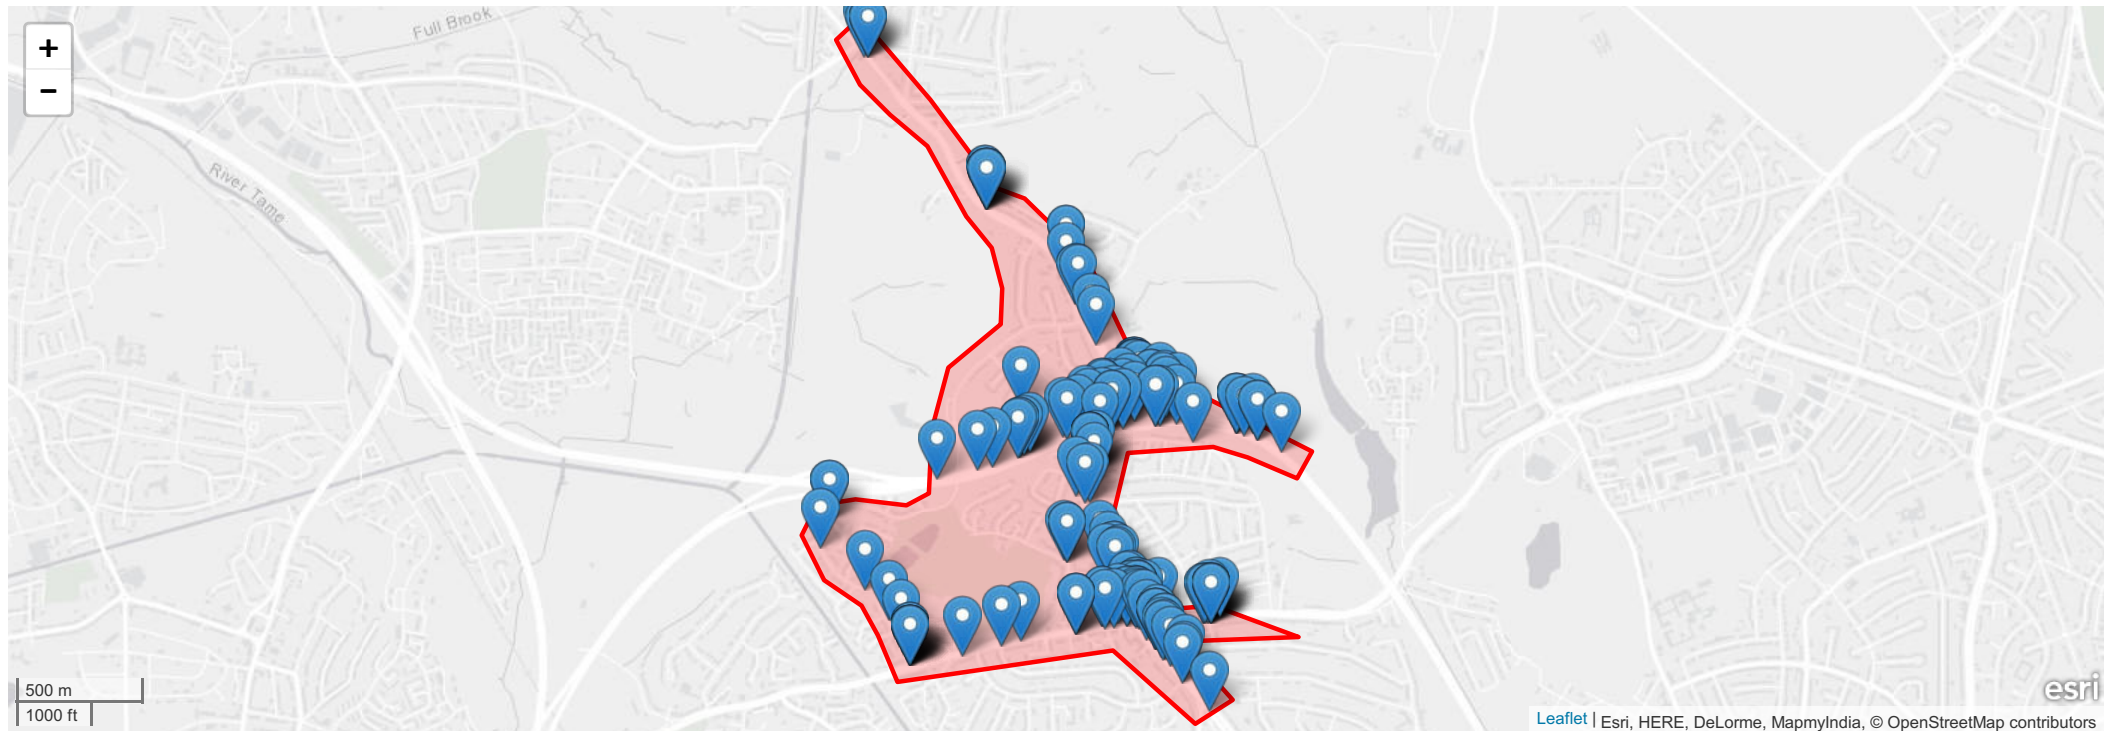 +
Full Brook
−
River Tame
500 m
1000 ft
esri
Leaflet | Esri, HERE, DeLorme, MapmyIndia, © OpenStreetMap contributors